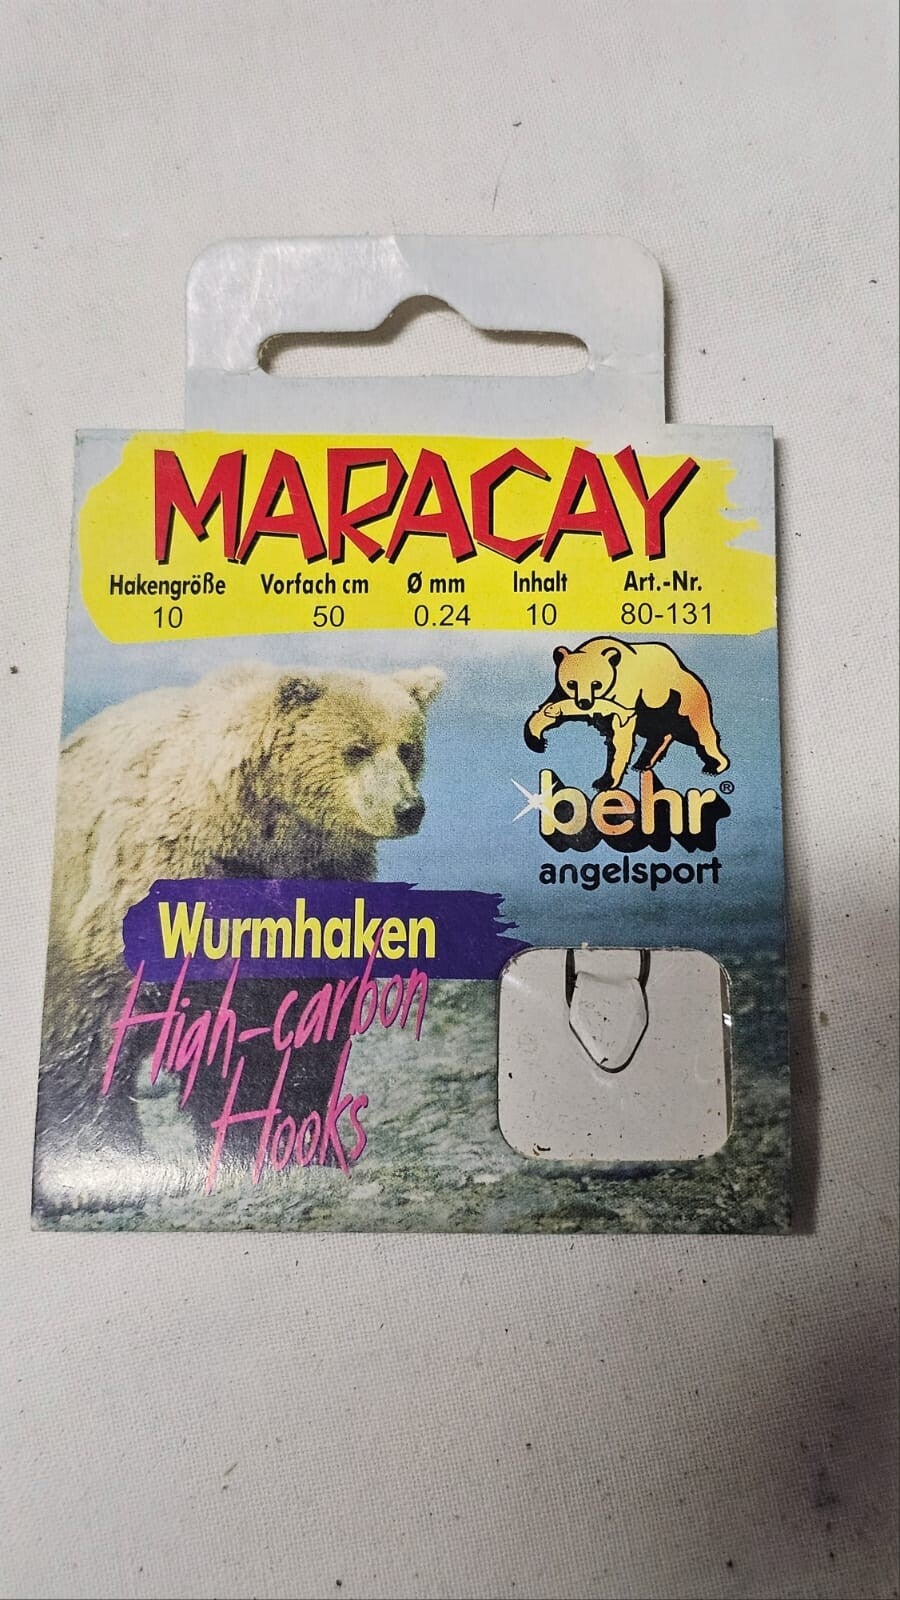 MARACAY
Hakengröße Vorfach cm Ø mm Inhalt Art.-Nr.
10 50 0.24 10 80-131
behr®
angelsport
Wurmhaken
High-carbon
Hooks